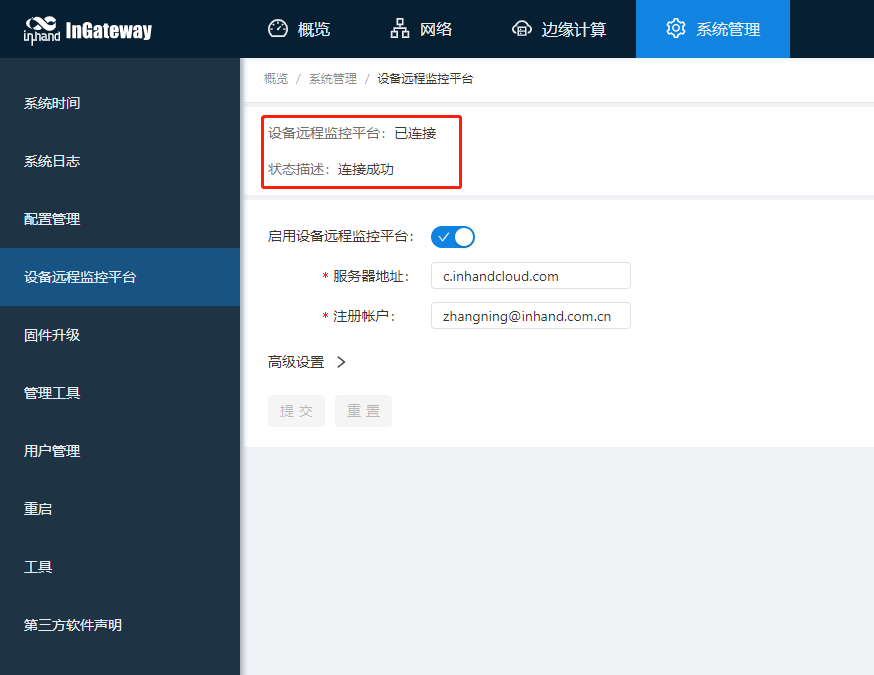 inhand InGateway 概览 网络 边缘计算 系统管理
系统时间
系统日志
配置管理
设备远程监控平台
固件升级
管理工具
用户管理
重启
工具
第三方软件声明
概览 / 系统管理 / 设备远程监控平台
设备远程监控平台： 已连接
状态描述： 连接成功
启用设备远程监控平台：
* 服务器地址： c.inhandcloud.com
* 注册帐户： zhangning@inhand.com.cn
高级设置
提 交 重 置